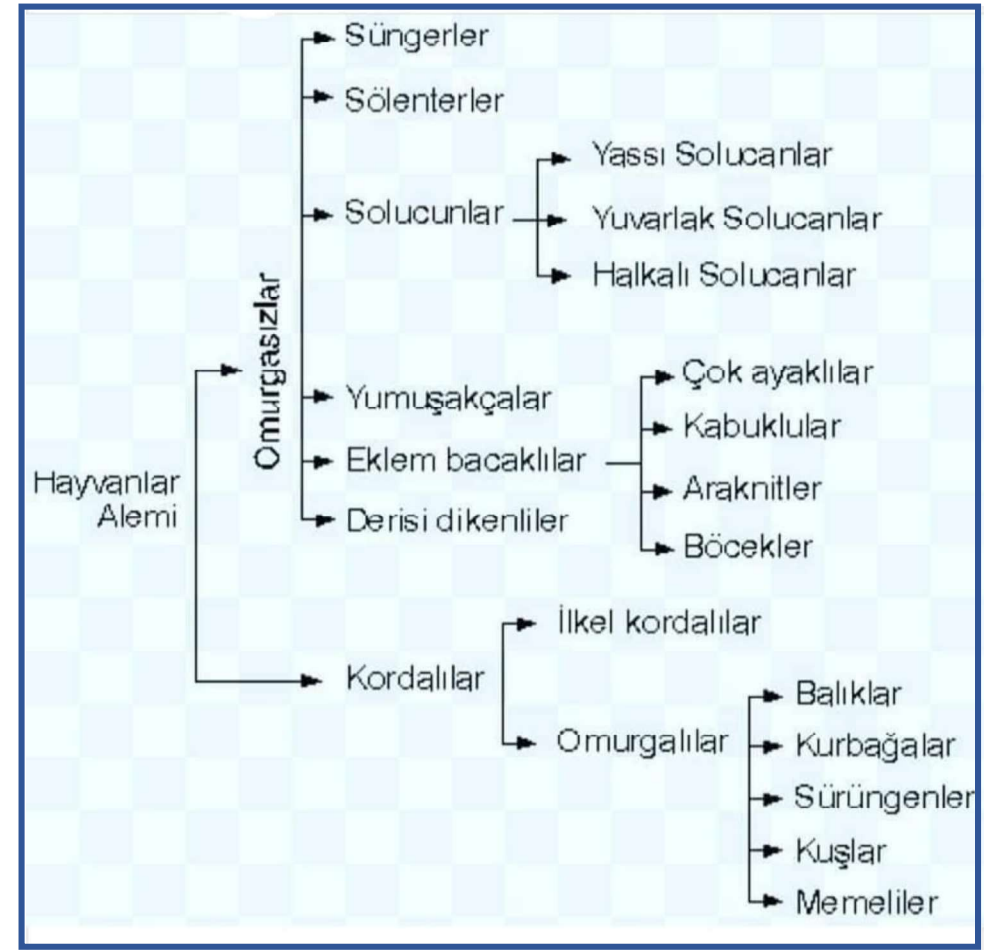 Süngerler
Sölenterler
Yassı Solucanlar
Solucunlar
Yuvarlak Solucanlar
Halkalı Solucanlar
Omurgasızlar
Çok ayaklılar
Yumuşakçalar
Kabuklular
Eklem bacaklılar
Hayvanlar
Alemi
Araknitler
Derisi dikenliler
Böcekler
İlkel kordalılar
Kordalılar
Balıklar
Omurgalılar
Kurbağalar
Sürüngenler
Kuşlar
Memeliler